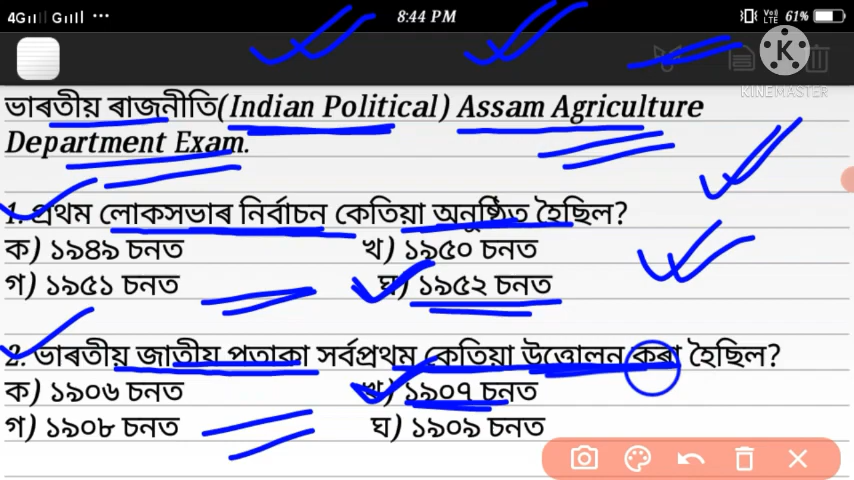 4G G 8:44 PM VoI LTE 61%
K
KINEMASTER
ভাৰতীয় ৰাজনীতি(Indian Political) Assam Agriculture
Department Exam.
1. প্ৰথম লোকসভাৰ নিৰ্বাচন কেতিয়া অনুষ্ঠিত হৈছিল?
ক) ১৯৪৯ চনত খ) ১৯৫০ চনত
গ) ১৯৫১ চনত ঘ) ১৯৫২ চনত
2. ভাৰতীয় জাতীয় পতাকা সৰ্বপ্ৰথম কেতিয়া উত্তোলন কৰা হৈছিল?
ক) ১৯০৬ চনত খ) ১৯০৭ চনত
গ) ১৯০৮ চনত ঘ) ১৯০৯ চনত